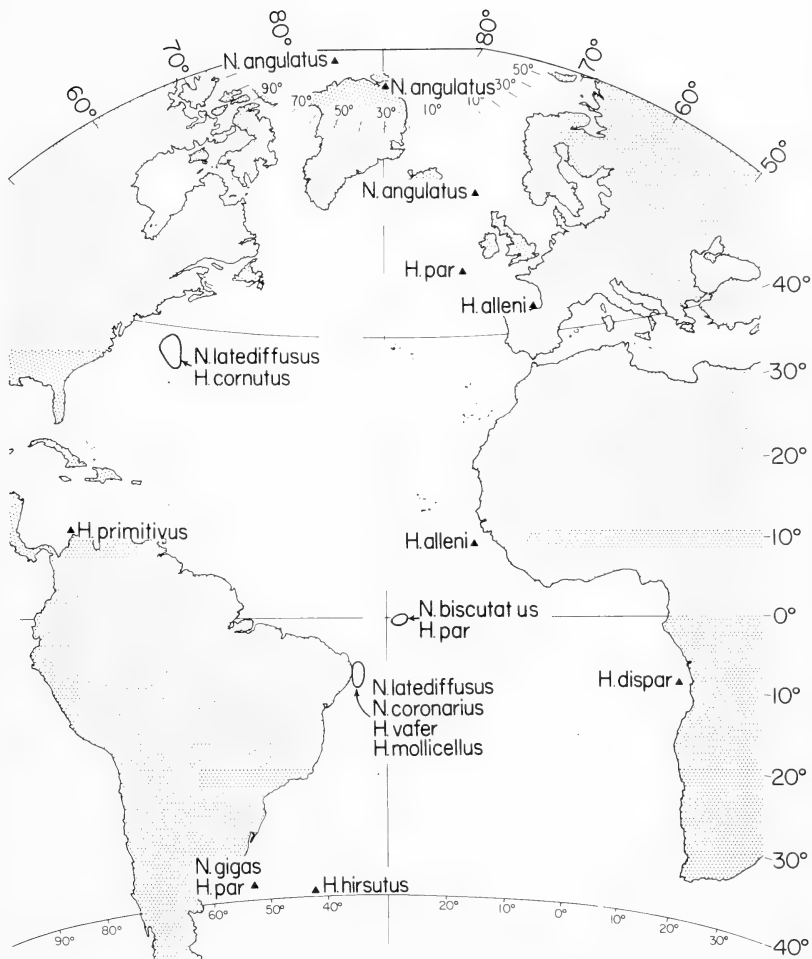 80°
70°
60°
N. angulatus
N. angulatus
80°
70°
60°
50°
90°
70°
50°
30°
10°
10°
30°
50°
N. angulatus
H. par
H. alleni
40°
N. latediffusus
H. cornutus
30°
20°
H. primitivus
H. alleni
10°
N. biscutatus
H. par
0°
N. latediffusus
N. coronarius
H. vafer
H. mollicellus
H. dispar
10°
20°
30°
N. gigas
H. par
H. hirsutus
90°
80°
60°
50°
40°
20°
10°
0°
10°
20°
30°
40°